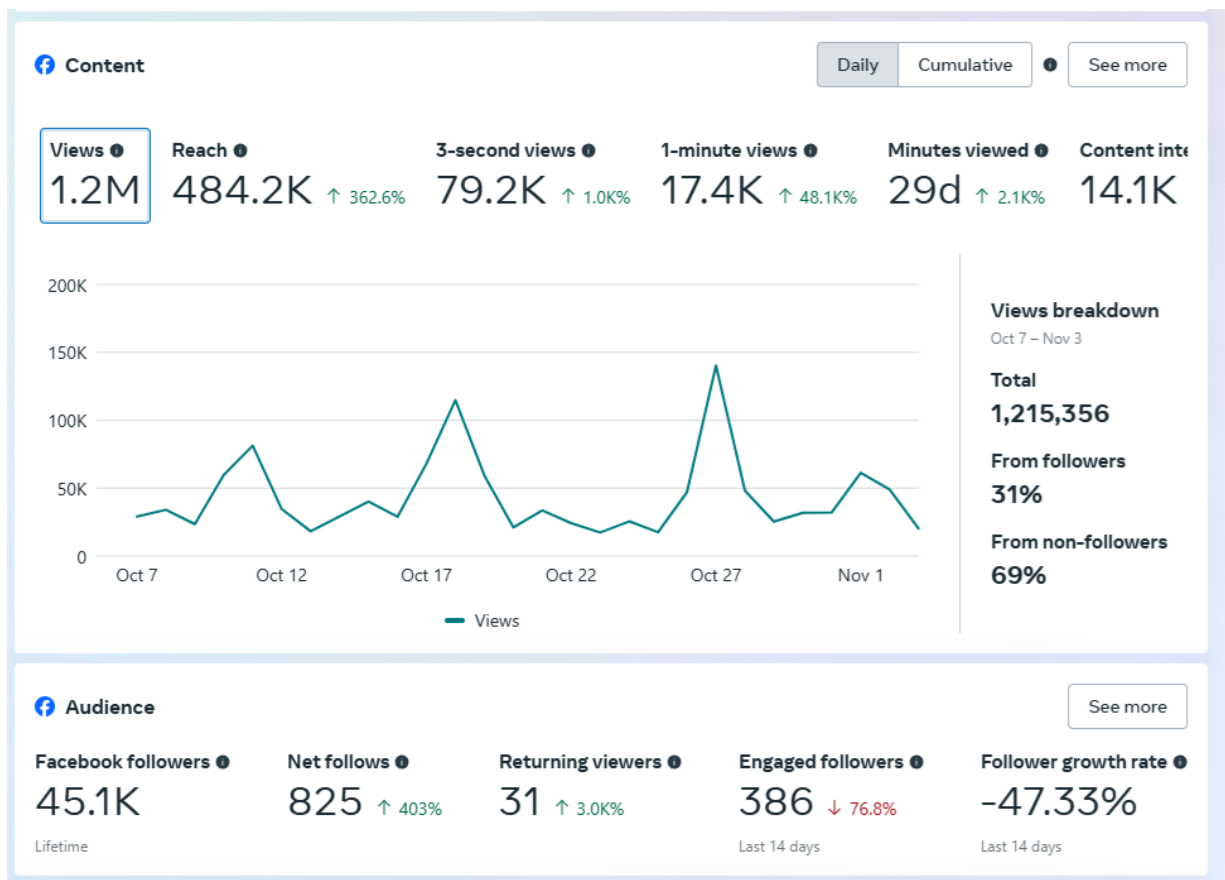 Content
Daily Cumulative See more
Views Reach 3-second views 1-minute views Minutes viewed Content inte
1.2M 484.2K ↑ 362.6% 79.2K ↑ 1.0K% 17.4K ↑ 48.1K% 29d ↑ 2.1K% 14.1K
200K
150K
100K
50K
0
Oct 7 Oct 12 Oct 17 Oct 22 Oct 27 Nov 1
Views
Views breakdown
Oct 7 – Nov 3
Total
1,215,356
From followers
31%
From non-followers
69%
Audience
See more
Facebook followers Net follows Returning viewers Engaged followers Follower growth rate
45.1K 825 ↑ 403% 31 ↑ 3.0K% 386 ↓ 76.8% -47.33%
Lifetime Last 14 days Last 14 days